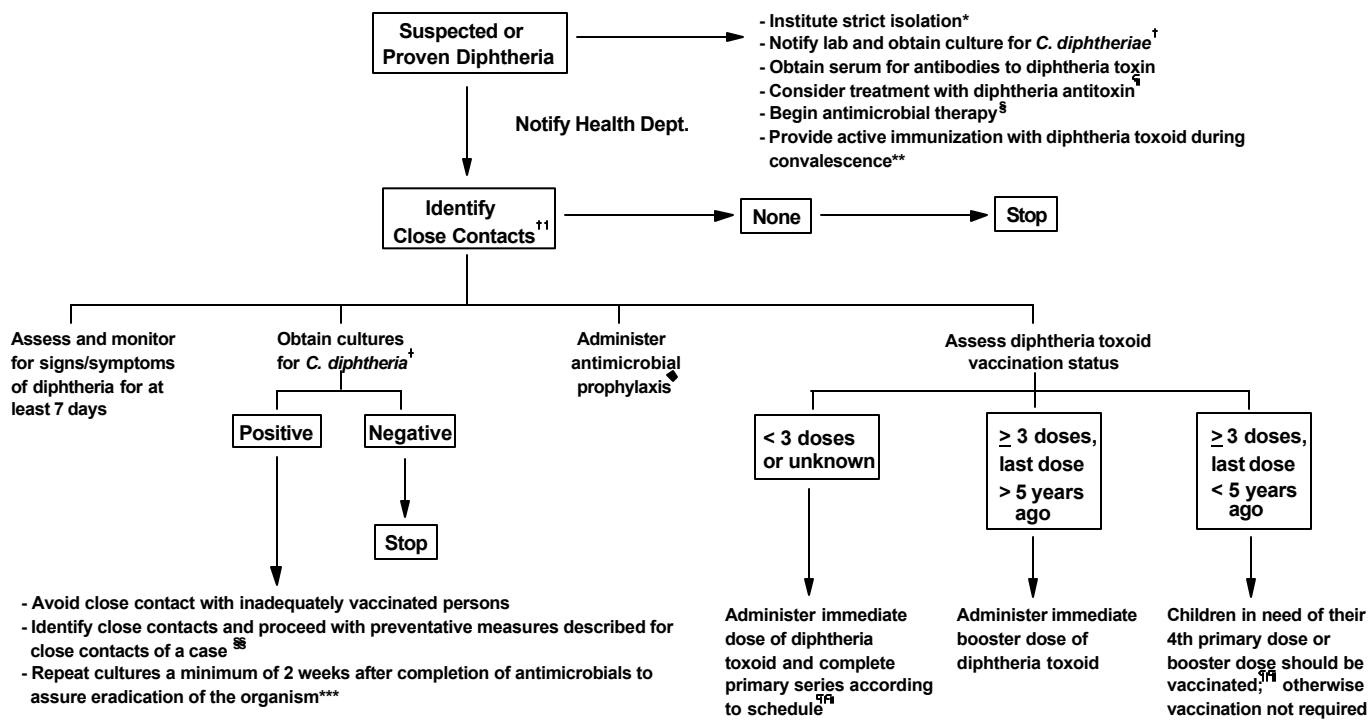 Suspected or
Proven Diphtheria
- Institute strict isolation*
- Notify lab and obtain culture for C. diphtheriae†
- Obtain serum for antibodies to diphtheria toxin
- Consider treatment with diphtheria antitoxin¶
- Begin antimicrobial therapy§
- Provide active immunization with diphtheria toxoid during
convalescence**
Notify Health Dept.
Identify
Close Contacts††
None
Stop
Assess and monitor
for signs/symptoms
of diphtheria for at
least 7 days
Obtain cultures
for C. diphtheria†
Positive
Negative
Stop
- Avoid close contact with inadequately vaccinated persons
- Identify close contacts and proceed with preventative measures described for
close contacts of a case §§
- Repeat cultures a minimum of 2 weeks after completion of antimicrobials to
assure eradication of the organism***
Administer
antimicrobial
prophylaxis◆
Assess diphtheria toxoid
vaccination status
< 3 doses
or unknown
≥ 3 doses,
last dose
> 5 years
ago
≥ 3 doses,
last dose
< 5 years
ago
Administer immediate
dose of diphtheria
toxoid and complete
primary series according
to schedule¶¶
Administer immediate
booster dose of
diphtheria toxoid
Children in need of their
4th primary dose or
booster dose should be
vaccinated;¶¶ otherwise
vaccination not required